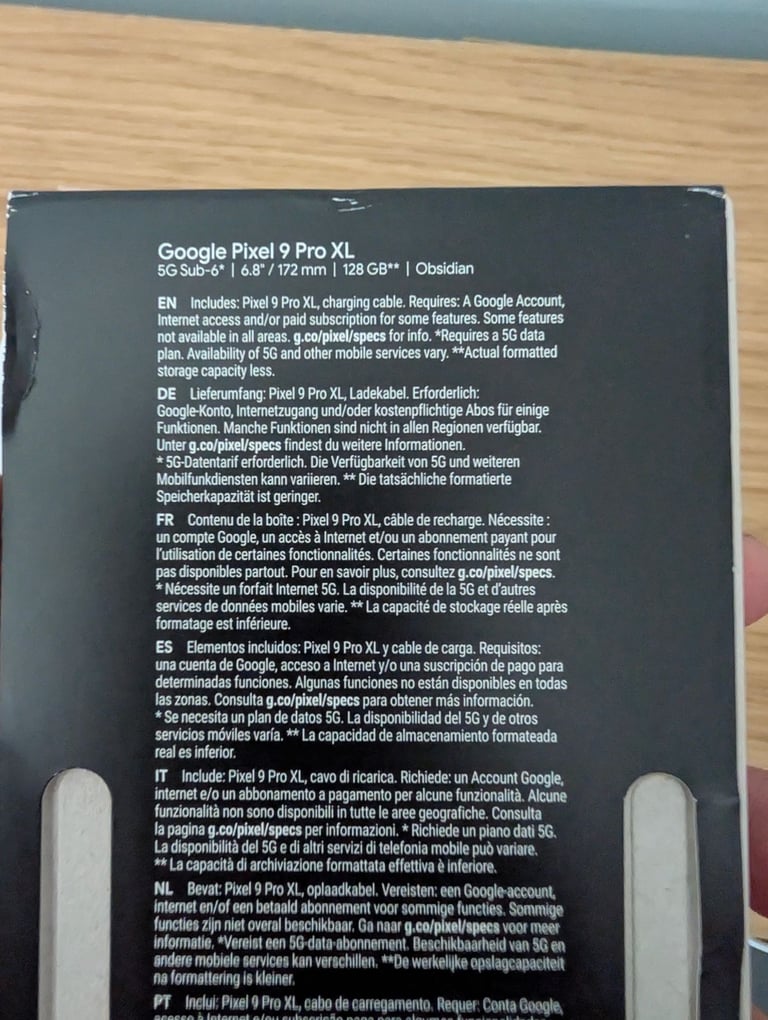 Google Pixel 9 Pro XL
5G Sub-6* | 6.8" / 172 mm | 128 GB** | Obsidian
EN Includes: Pixel 9 Pro XL, charging cable. Requires: A Google Account,
Internet access and/or paid subscription for some features. Some features
not available in all areas. g.co/pixel/specs for info. *Requires a 5G data
plan. Availability of 5G and other mobile services vary. **Actual formatted
storage capacity less.
DE Lieferumfang: Pixel 9 Pro XL, Ladekabel. Erforderlich:
Google-Konto, Internetzugang und/oder kostenpflichtige Abos für einige
Funktionen. Manche Funktionen sind nicht in allen Regionen verfügbar.
Unter g.co/pixel/specs findest du weitere Informationen.
* 5G-Datentarif erforderlich. Die Verfügbarkeit von 5G und weiteren
Mobilfunkdiensten kann variieren. ** Die tatsächliche formatierte
Speicherkapazität ist geringer.
FR Contenu de la boîte : Pixel 9 Pro XL, câble de recharge. Nécessite :
un compte Google, un accès à Internet et/ou un abonnement payant pour
l'utilisation de certaines fonctionnalités. Certaines fonctionnalités ne sont
pas disponibles partout. Pour en savoir plus, consultez g.co/pixel/specs.
* Nécessite un forfait Internet 5G. La disponibilité de la 5G et d'autres
services de données mobiles varie. ** La capacité de stockage réelle après
formatage est inférieure.
ES Elementos incluidos: Pixel 9 Pro XL y cable de carga. Requisitos:
una cuenta de Google, acceso a Internet y/o una suscripción de pago para
determinadas funciones. Algunas funciones no están disponibles en todas
las zonas. Consulta g.co/pixel/specs para obtener más información.
* Se necesita un plan de datos 5G. La disponibilidad del 5G y de otros
servicios móviles varía. ** La capacidad de almacenamiento formateada
real es inferior.
IT Include: Pixel 9 Pro XL, cavo di ricarica. Richiede: un Account Google,
internet e/o un abbonamento a pagamento per alcune funzionalità. Alcune
funzionalità non sono disponibili in tutte le aree geografiche. Consulta
la pagina g.co/pixel/specs per informazioni. * Richiede un piano dati 5G.
La disponibilità del 5G e di altri servizi di telefonia mobile può variare.
** La capacità di archiviazione formattata effettiva è inferiore.
NL Bevat: Pixel 9 Pro XL, oplaadkabel. Vereisten: een Google-account,
internet en/of een betaald abonnement voor sommige functies. Sommige
functies zijn niet overal beschikbaar. Ga naar g.co/pixel/specs voor meer
informatie. *Vereist een 5G-data-abonnement. Beschikbaarheid van 5G en
andere mobiele services kan verschillen. **De werkelijke opslagcapaciteit
na formattering is kleiner.
PT Inclui: Pixel 9 Pro XL, cabo de carregamento. Requer: Conta Google,
acesso à Internet e/ou subscrição paga para algumas funcionalidades.